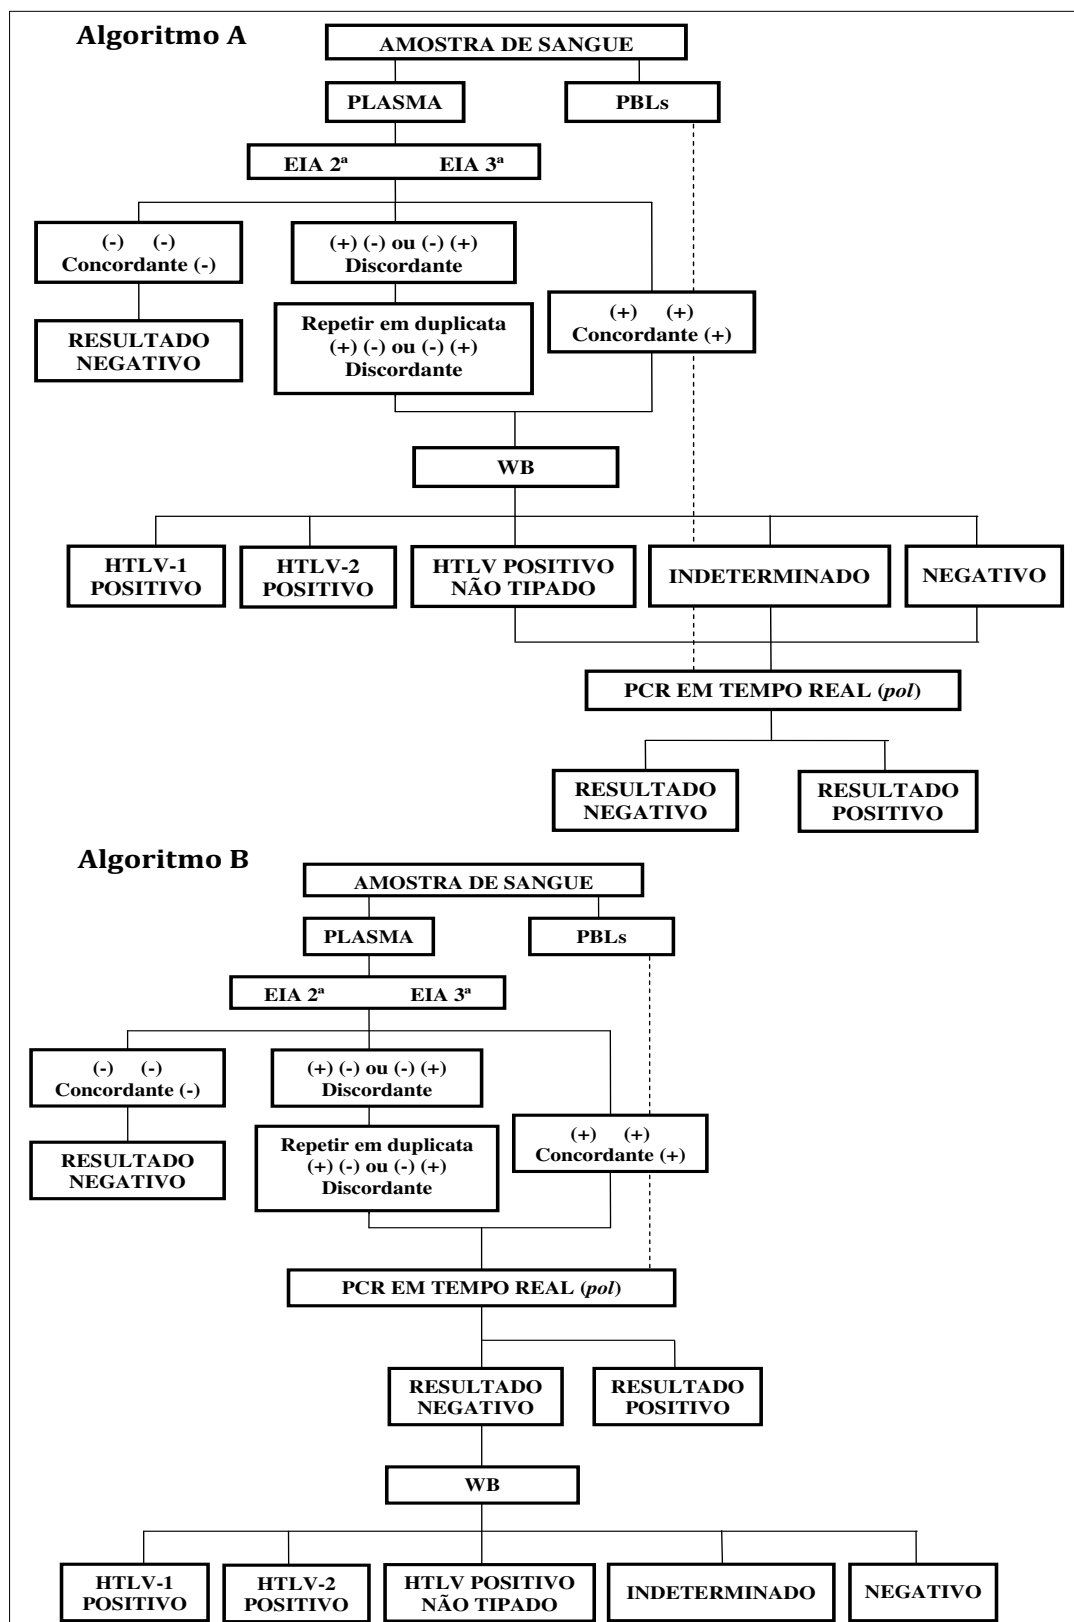 Algoritmo A
AMOSTRA DE SANGUE
PLASMA
PBLs
EIA 2ª EIA 3ª
(-) (-)
Concordante (-)
(+) (-) ou (-) (+)
Discordante
(+) (+)
Concordante (+)
RESULTADO
NEGATIVO
Repetir em duplicata
(+) (-) ou (-) (+)
Discordante
WB
HTLV-1
POSITIVO
HTLV-2
POSITIVO
HTLV POSITIVO
NÃO TIPADO
INDETERMINADO
NEGATIVO
PCR EM TEMPO REAL (pol)
RESULTADO
NEGATIVO
RESULTADO
POSITIVO
Algoritmo B
AMOSTRA DE SANGUE
PLASMA
PBLs
EIA 2ª EIA 3ª
(-) (-)
Concordante (-)
(+) (-) ou (-) (+)
Discordante
(+) (+)
Concordante (+)
RESULTADO
NEGATIVO
Repetir em duplicata
(+) (-) ou (-) (+)
Discordante
PCR EM TEMPO REAL (pol)
RESULTADO
NEGATIVO
RESULTADO
POSITIVO
WB
HTLV-1
POSITIVO
HTLV-2
POSITIVO
HTLV POSITIVO
NÃO TIPADO
INDETERMINADO
NEGATIVO